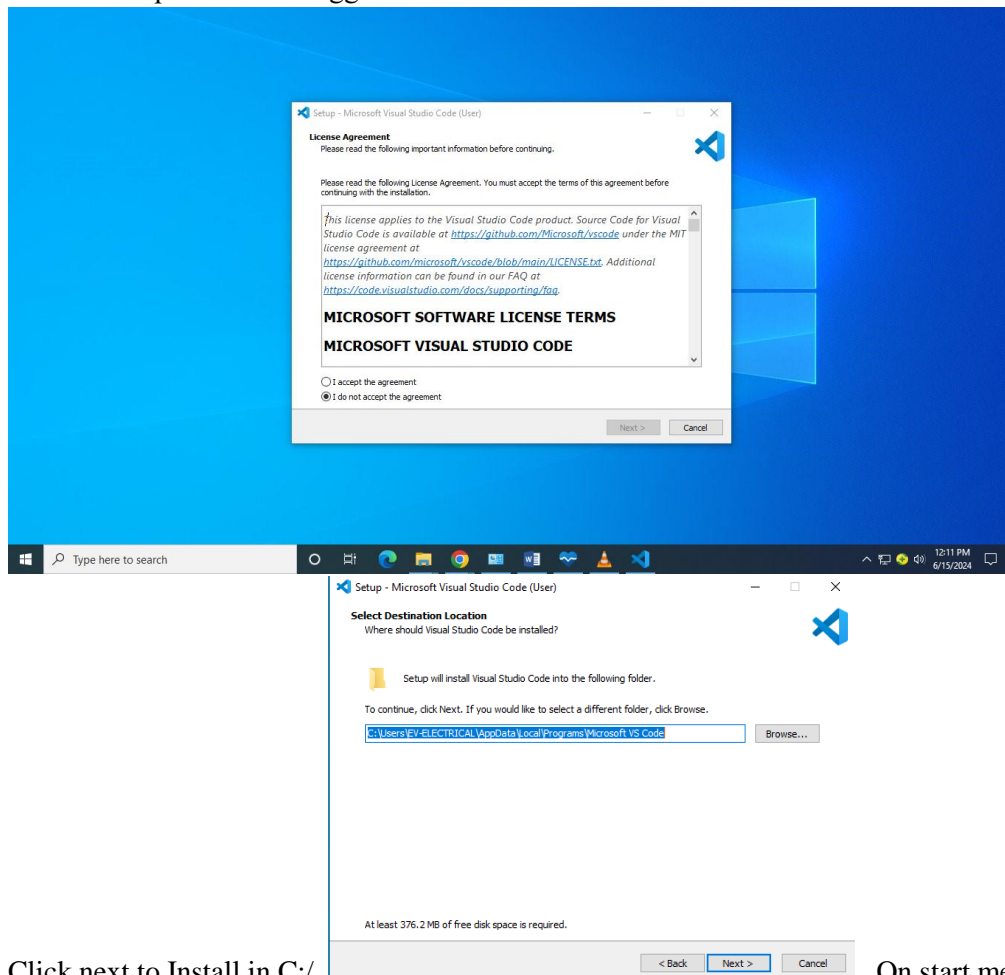 Setup - Microsoft Visual Studio Code (User)
License Agreement
Please read the following important information before continuing.
Please read the following License Agreement. You must accept the terms of this agreement before
continuing with the installation.
This license applies to the Visual Studio Code product. Source Code for Visual
Studio Code is available at https://github.com/Microsoft/vscode under the MIT
license agreement at
https://github.com/microsoft/vscode/blob/main/LICENSE.txt. Additional
license information can be found in our FAQ at
https://code.visualstudio.com/docs/supporting/faq.
MICROSOFT SOFTWARE LICENSE TERMS
MICROSOFT VISUAL STUDIO CODE
I accept the agreement
I do not accept the agreement
Next > Cancel
Type here to search
12:11 PM
6/15/2024
Setup - Microsoft Visual Studio Code (User)
Select Destination Location
Where should Visual Studio Code be installed?
Setup will install Visual Studio Code into the following folder.
To continue, click Next. If you would like to select a different folder, click Browse.
C:\Users\EV-ELECTRICAL\AppData\Local\Programs\Microsoft VS Code Browse...
At least 376.2 MB of free disk space is required.
< Back Next > Cancel
Click next to Install in C:/ On start